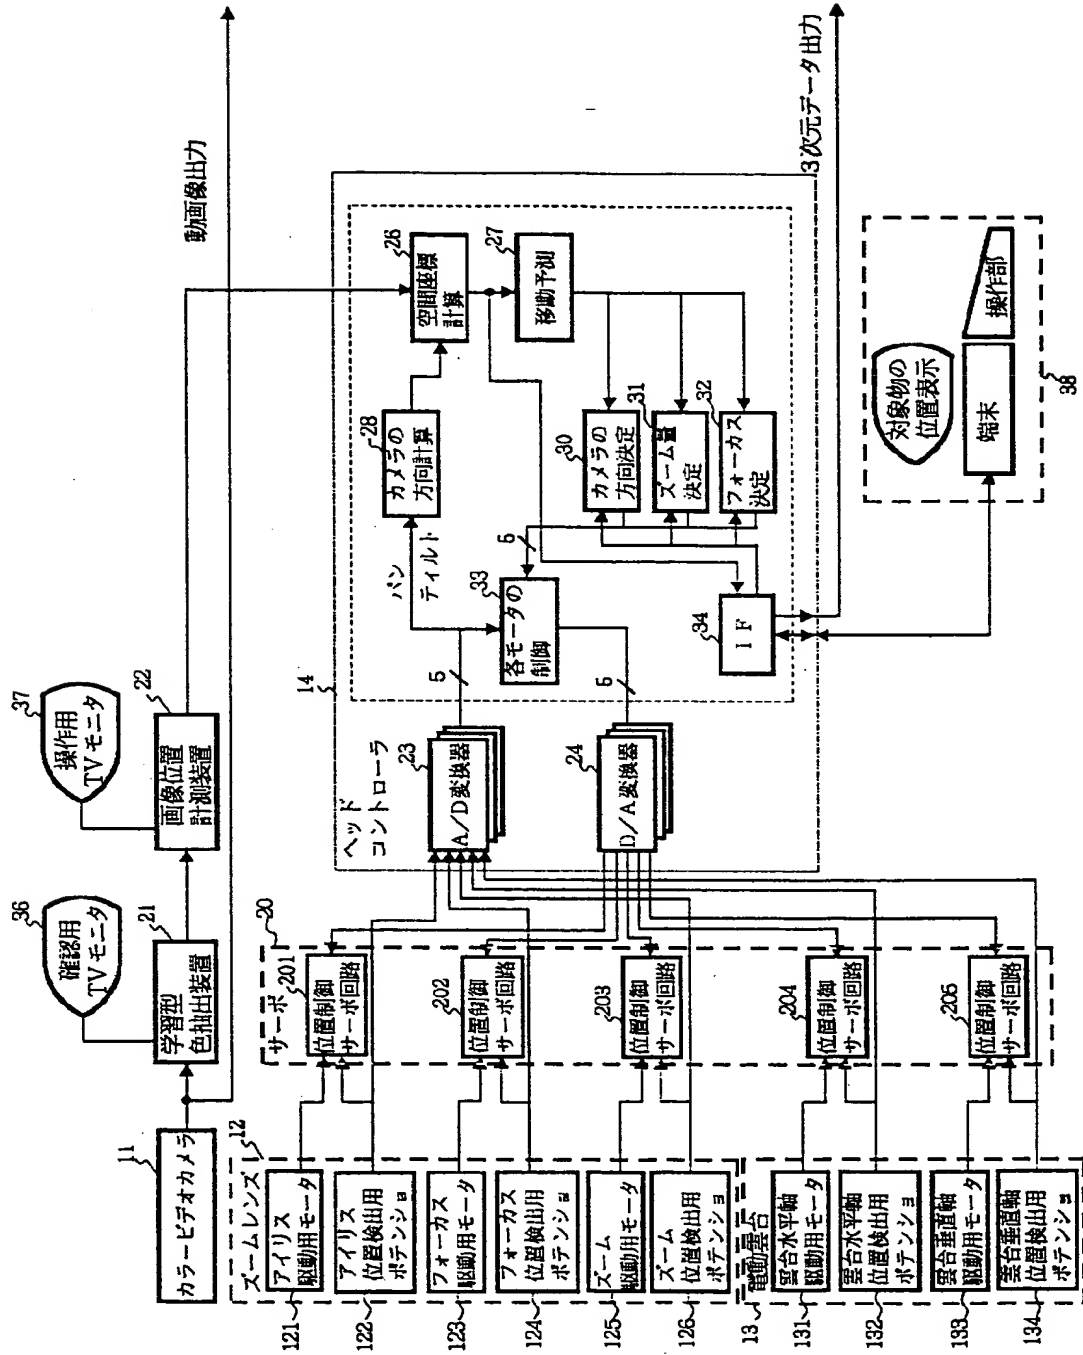 11
カラービデオカメラ
36
確認用
TVモニタ
21
学習型
色抽出装置
37
操作用
TVモニタ
22
画像位置
計測装置
動画像出力
12
ズームレンズ
121
アイリス
駆動用モータ
122
アイリス
位置検出用
ポテンショ
123
フォーカス
駆動用モータ
124
フォーカス
位置検出用
ポテンショ
125
ズーム
駆動用モータ
126
ズーム
位置検出用
ポテンショ
13
電動雲台
131
雲台水平軸
駆動用モータ
132
雲台水平軸
位置検出用
ポテンショ
133
雲台垂直軸
駆動用モータ
134
雲台垂直軸
位置検出用
ポテンショ
20
サーボ
201
位置制御
サーボ回路
202
位置制御
サーボ回路
203
位置制御
サーボ回路
204
位置制御
サーボ回路
205
位置制御
サーボ回路
14
ヘッド
コントローラ
23
A/D変換器
24
D/A変換器
5
5
5
パン
ティルト
28
カメラの
方向計算
26
空間座標
計算
27
移動予測
33
各モータの
制御
30
カメラの
方向決定
31
ズーム量
決定
32
フォーカス
決定
34
IF
3次元データ出力
対象物の
位置表示
端末
操作部
38